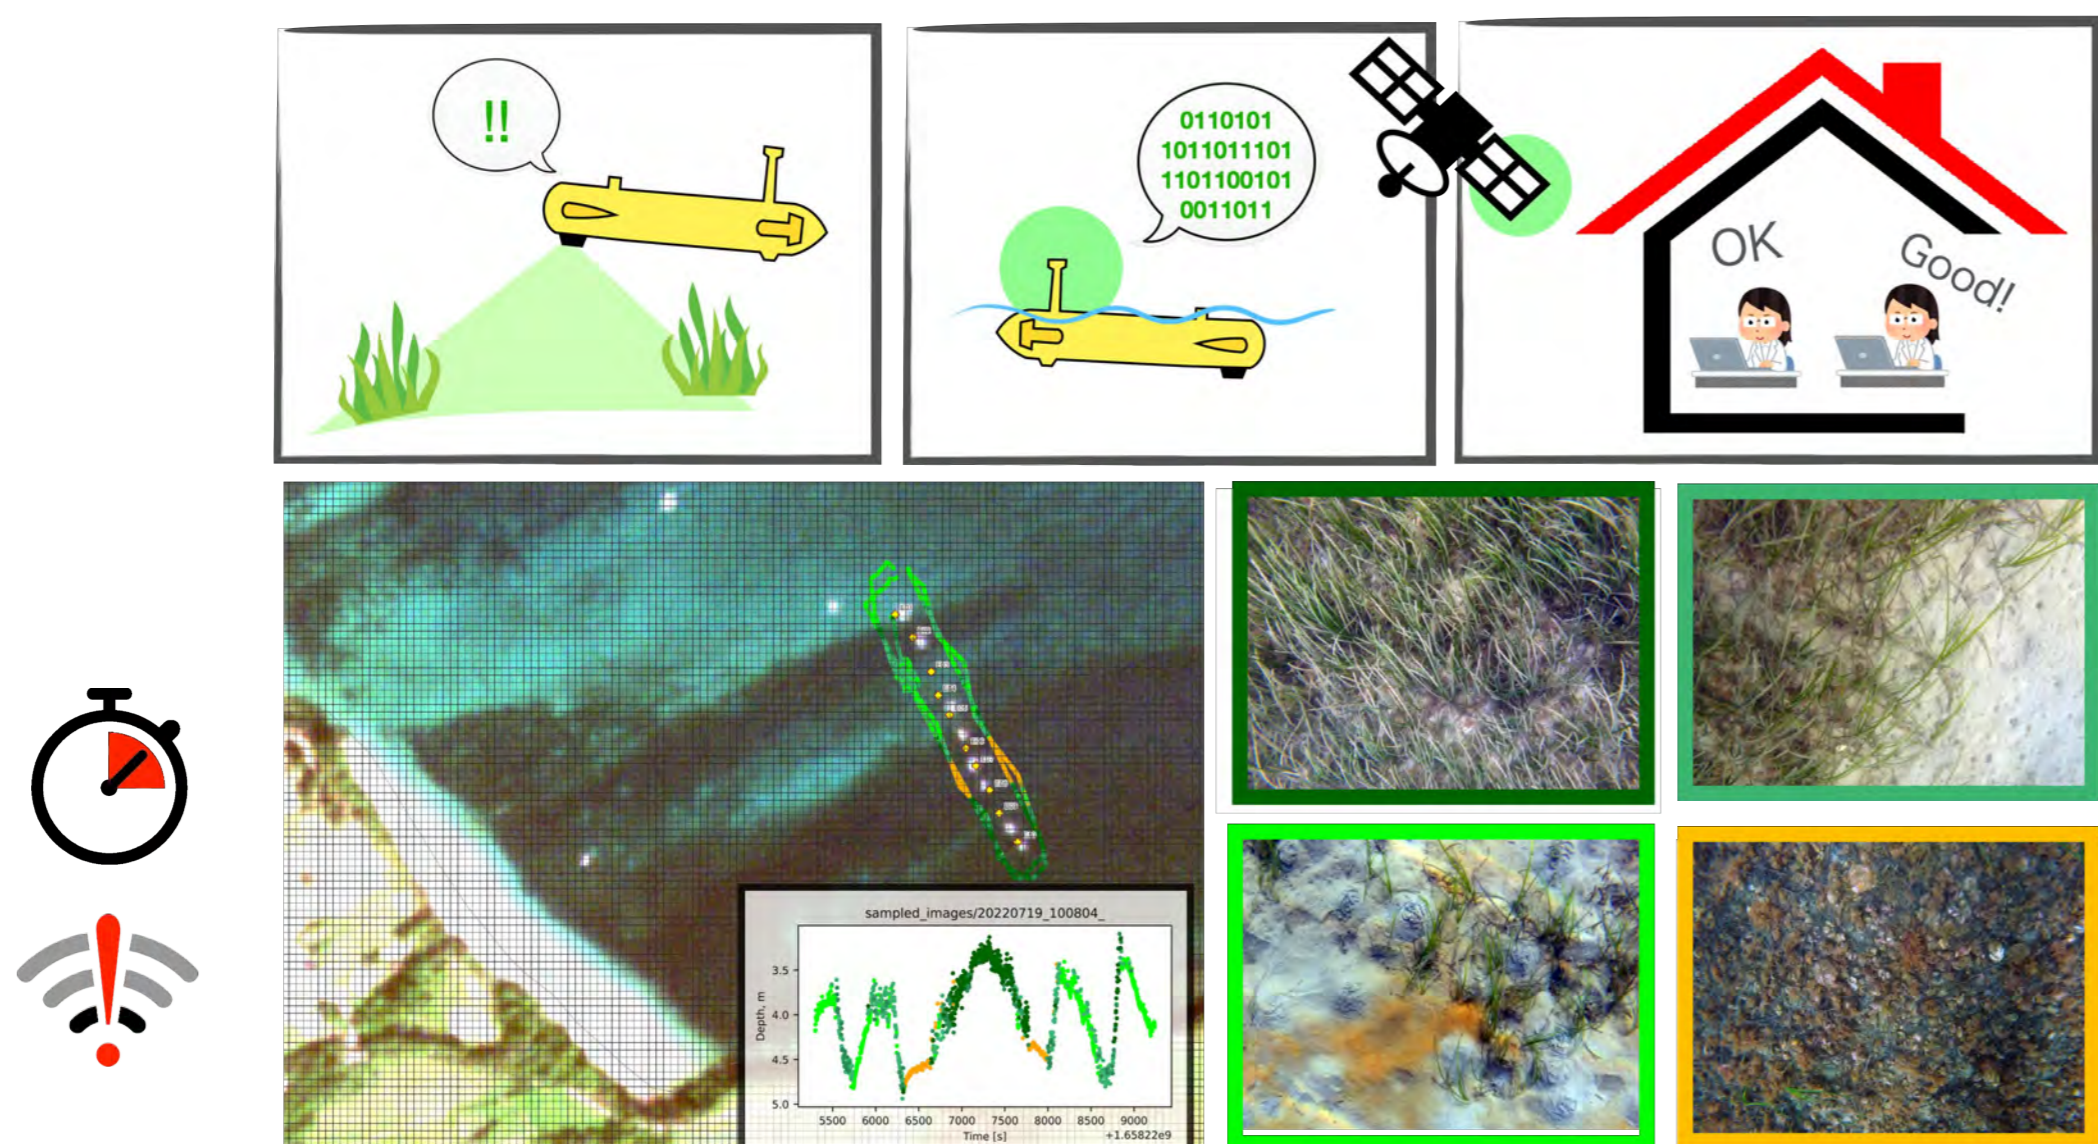 !!
0110101
1011011101
1101100101
0011011
OK
Good!
sampled_images/20220719_100804_
Depth, m
3.5
4.0
4.5
5.0
5500 6000 6500 7000 7500 8000 8500 9000
Time [s]
+1.65822e9